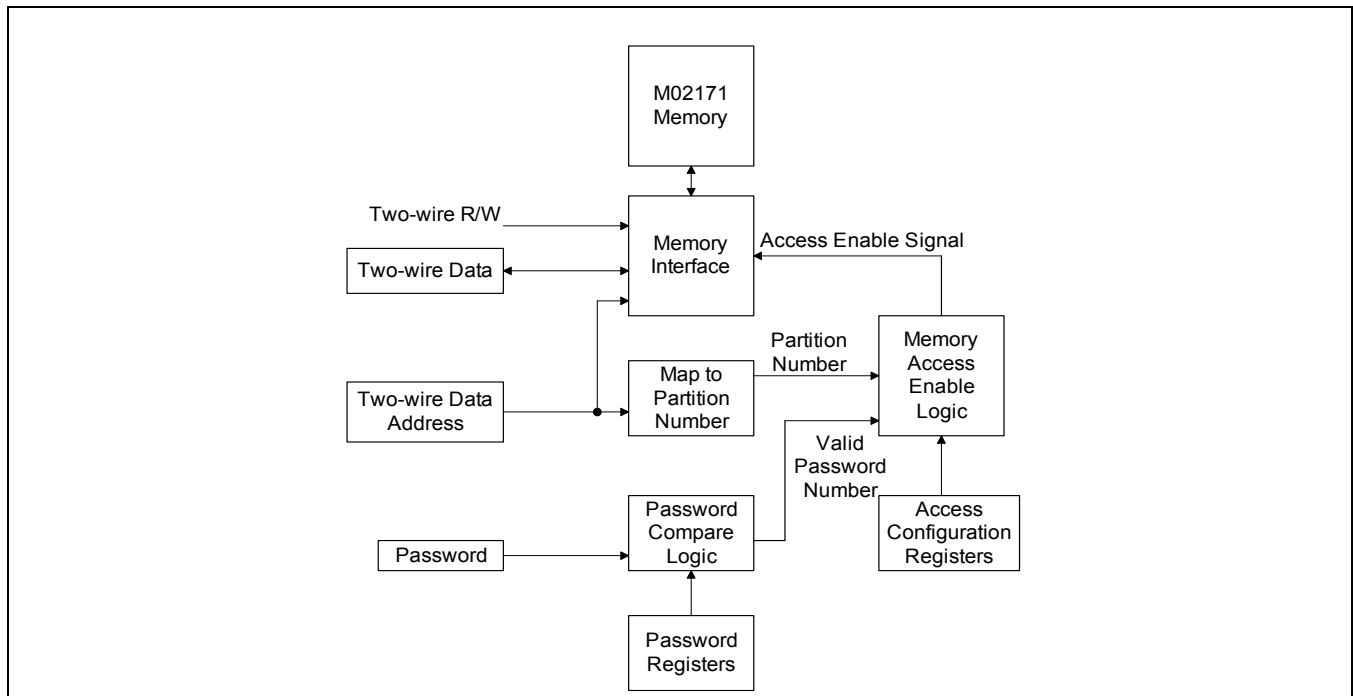 M02171
Memory
Two-wire R/W
Memory
Interface
Access Enable Signal
Two-wire Data
Partition
Number
Memory
Access
Enable
Logic
Map to
Partition
Number
Two-wire Data
Address
Valid
Password
Number
Password
Compare
Logic
Access
Configuration
Registers
Password
Password
Registers